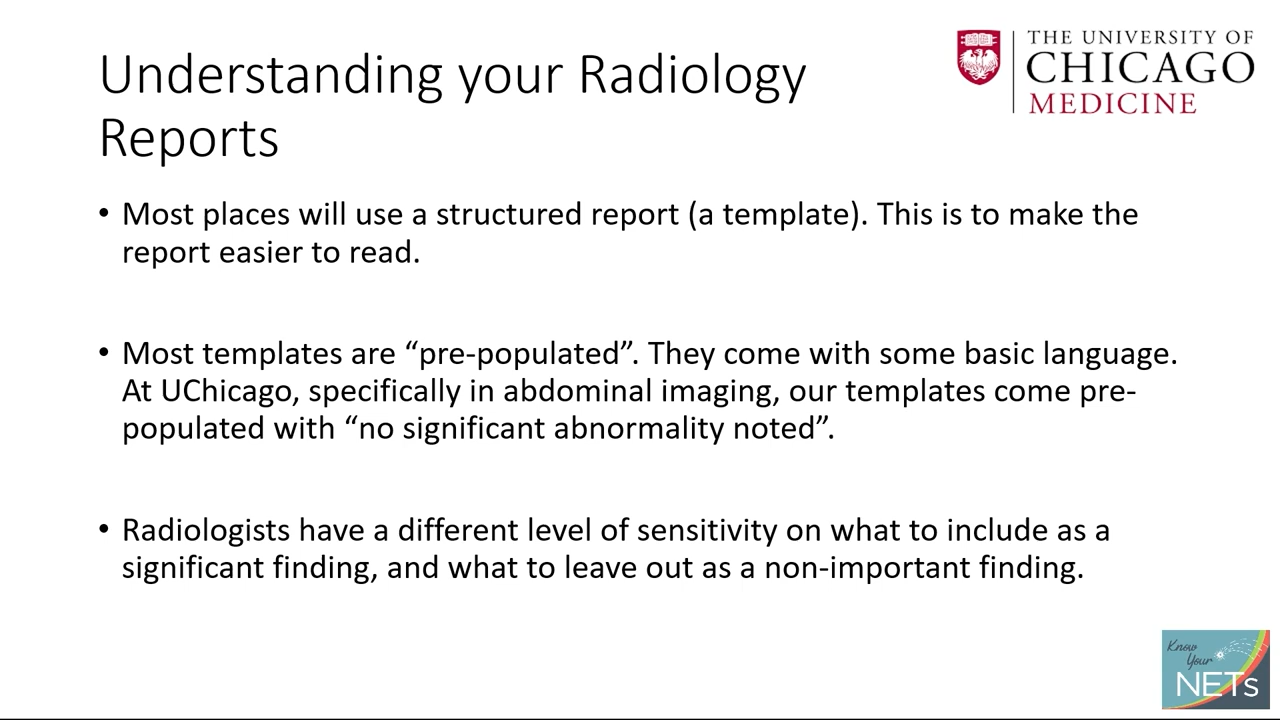 Understanding your Radiology
Reports
THE UNIVERSITY OF
CHICAGO
MEDICINE
• Most places will use a structured report (a template). This is to make the
report easier to read.
• Most templates are “pre-populated”. They come with some basic language.
At UChicago, specifically in abdominal imaging, our templates come pre-
populated with “no significant abnormality noted”.
• Radiologists have a different level of sensitivity on what to include as a
significant finding, and what to leave out as a non-important finding.
Know
Your
NETs